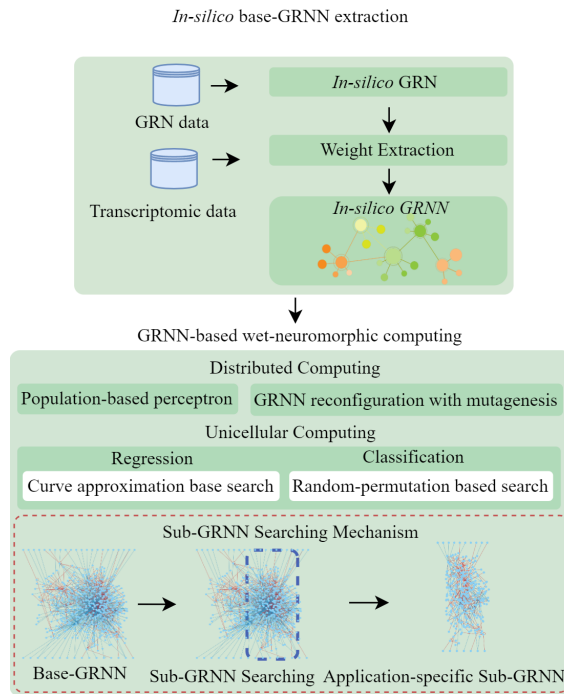 In-silico base-GRNN extraction
GRN data
In-silico GRN
Weight Extraction
Transcriptomic data
In-silico GRNN
GRNN-based wet-neuromorphic computing
Distributed Computing
Population-based perceptron
GRNN reconfiguration with mutagenesis
Unicellular Computing
Regression
Classification
Curve approximation base search
Random-permutation based search
Sub-GRNN Searching Mechanism
Base-GRNN
Sub-GRNN Searching
Application-specific Sub-GRNN